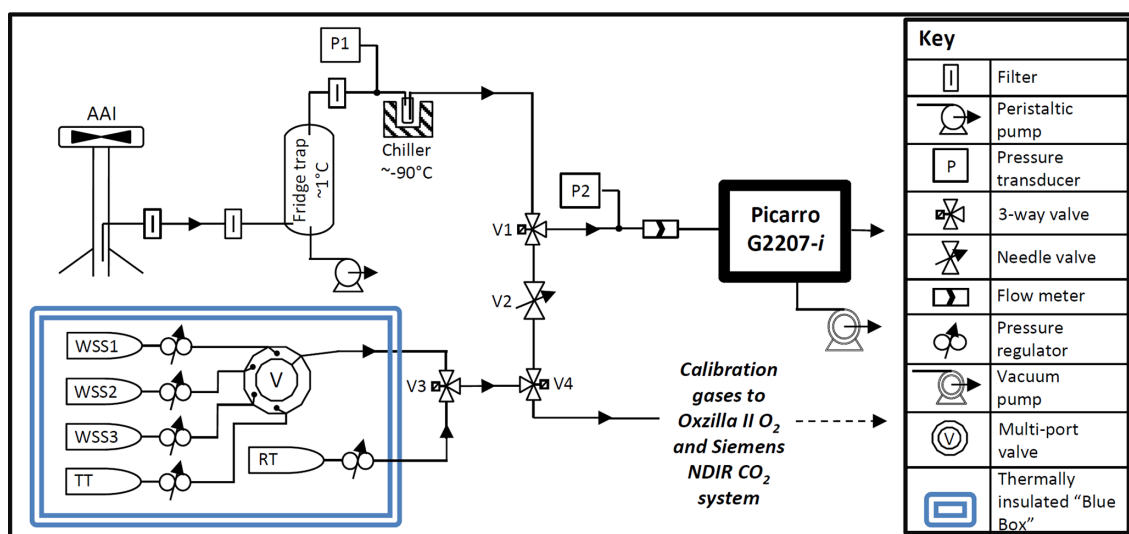 P1
AAI
Fridge trap
~1°C
Chiller
~-90°C
P2
V1
Picarro
G2207-i
V2
WSS1
WSS2
WSS3
TT
V
RT
V3
V4
Calibration
gases to
Oxzilla II O₂
and Siemens
NDIR CO₂
system
Key
Filter
Peristaltic
pump
P
Pressure
transducer
3-way valve
Needle valve
Flow meter
Pressure
regulator
Vacuum
pump
V
Multi-port
valve
Thermally
insulated “Blue
Box”